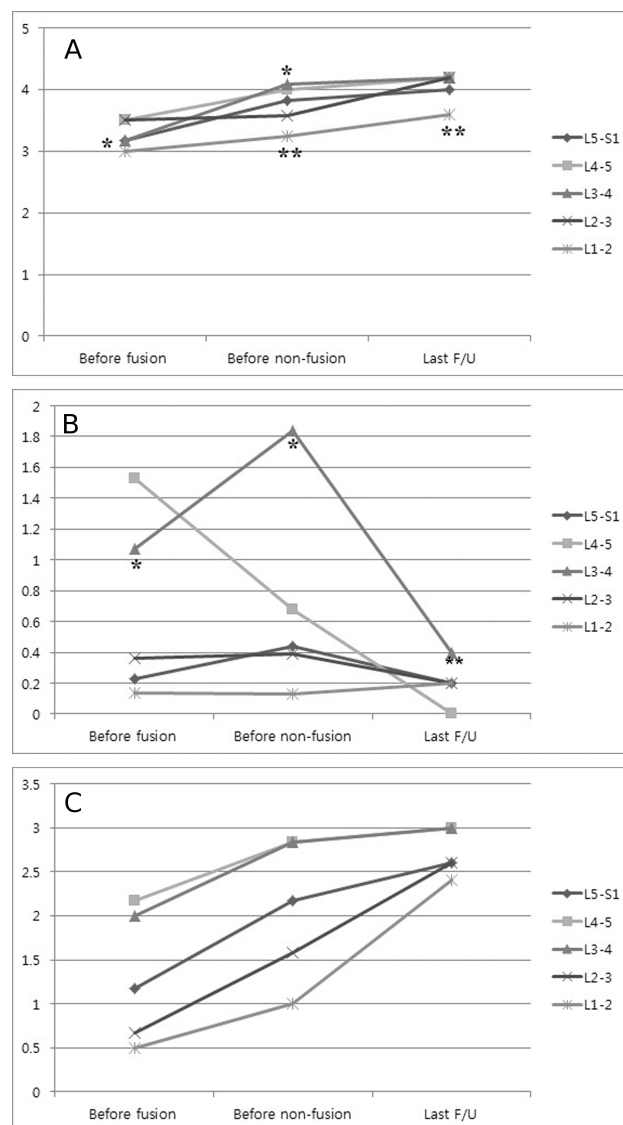 A
5
4
3
2
1
0
*
*
**
**
Before fusion Before non-fusion Last F/U
L5-S1
L4-5
L3-4
L2-3
L1-2
B
2
1.8
1.6
1.4
1.2
1
0.8
0.6
0.4
0.2
0
*
*
**
Before fusion Before non-fusion Last F/U
L5-S1
L4-5
L3-4
L2-3
L1-2
C
3.5
3
2.5
2
1.5
1
0.5
0
Before fusion Before non-fusion Last F/U
L5-S1
L4-5
L3-4
L2-3
L1-2